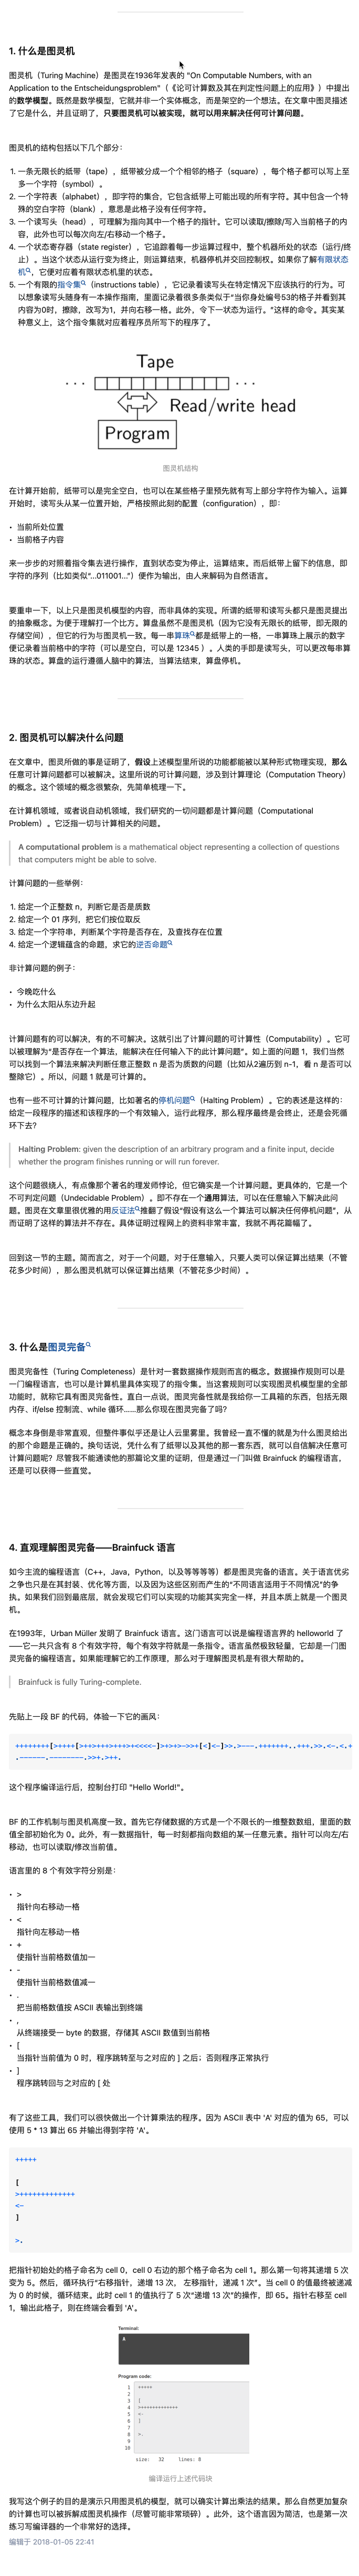 1. 什么是图灵机
图灵机（Turing Machine）是图灵在1936年发表的 "On Computable Numbers, with an
Application to the Entscheidungsproblem"（《论可计算数及其在判定性问题上的应用》）中提出
的数学模型。既然是数学模型，它就并非一个实体概念，而是架空的一个想法。在文章中图灵描述
了它是什么，并且证明了，只要图灵机可以被实现，就可以用来解决任何可计算问题。
图灵机的结构包括以下几个部分：
1. 一条无限长的纸带（tape），纸带被分成一个个相邻的格子（square），每个格子都可以写上至
多一个字符（symbol）。
2. 一个字符表（alphabet），即字符的集合，它包含纸带上可能出现的所有字符。其中包含一个特
殊的空白字符（blank），意思是此格子没有任何字符。
3. 一个读写头（head），可理解为指向其中一个格子的指针。它可以读取/擦除/写入当前格子的内
容，此外也可以每次向左/右移动一个格子。
4. 一个状态寄存器（state register），它追踪着每一步运算过程中，整个机器所处的状态（运行/终
止）。当这个状态从运行变为终止，则运算结束，机器停机并交回控制权。如果你了解有限状态
机，它便对应着有限状态机里的状态。
5. 一个有限的指令集（instructions table），它记录着读写头在特定情况下应该执行的行为。可
以想象读写头随身有一本操作指南，里面记录着很多条类似于“当你身处编号53的格子并看到其
内容为0时，擦除，改写为1，并向右移一格。此外，令下一状态为运行。”这样的命令。其实某
种意义上，这个指令集就对应着程序员所写下的程序了。
Tape
Read/write head
Program
图灵机结构
在计算开始前，纸带可以是完全空白，也可以在某些格子里预先就有写上部分字符作为输入。运算
开始时，读写头从某一位置开始，严格按照此刻的配置（configuration），即：
• 当前所处位置
• 当前格子内容
来一步步的对照着指令集去进行操作，直到状态变为停止，运算结束。而后纸带上留下的信息，即
字符的序列（比如类似“...011001...”）便作为输出，由人来解码为自然语言。
要重申一下，以上只是图灵机模型的内容，而非具体的实现。所谓的纸带和读写头都只是图灵提出
的抽象概念。为便于理解打一个比方。算盘虽然不是图灵机（因为它没有无限长的纸带，即无限的
存储空间），但它的行为与图灵机一致。每一串算珠都是纸带上的一格，一串算珠上展示的数字
便记录着当前格中的字符（可以是空白，可以是 12345 ）。人类的手即是读写头，可以更改每串算
珠的状态。算盘的运行遵循人脑中的算法，当算法结束，算盘停机。
2. 图灵机可以解决什么问题
在文章中，图灵所做的事是证明了，假设上述模型里所说的功能都能被以某种形式物理实现，那么
任意可计算问题都可以被解决。这里所说的可计算问题，涉及到计算理论（Computation Theory）
的概念。这个领域的概念很繁杂，先简单梳理一下。
在计算机领域，或者说自动机领域，我们研究的一切问题都是计算问题（Computational
Problem）。它泛指一切与计算相关的问题。
A computational problem is a mathematical object representing a collection of questions
that computers might be able to solve.
计算问题的一些举例：
1. 给定一个正整数 n，判断它是否是质数
2. 给定一个 01 序列，把它们按位取反
3. 给定一个字符串，判断某个字符是否存在，及查找存在位置
4. 给定一个逻辑蕴含的命题，求它的逆否命题
非计算问题的例子：
• 今晚吃什么
• 为什么太阳从东边升起
计算问题有的可以解决，有的不可解决。这就引出了计算问题的可计算性（Computability）。它可
以被理解为“是否存在一个算法，能解决在任何输入下的此计算问题”。如上面的问题 1，我们当然
可以找到一个算法来解决判断任意正整数 n 是否为质数的问题（比如从2遍历到 n-1，看 n 是否可以
整除它）。所以，问题 1 就是可计算的。
也有一些不可计算的计算问题，比如著名的停机问题（Halting Problem）。它的表述是这样的：
给定一段程序的描述和该程序的一个有效输入，运行此程序，那么程序最终是会终止，还是会死循
环下去？
Halting Problem: given the description of an arbitrary program and a finite input, decide
whether the program finishes running or will run forever.
这个问题很绕人，有点像那个著名的理发师悖论，但它确实是一个计算问题。更具体的，它是一个
不可判定问题（Undecidable Problem）。即不存在一个通用算法，可以在任意输入下解决此问
题。图灵在文章里很优雅的用反证法推翻了假设“假设有这么一个算法可以解决任何停机问题”，从
而证明了这样的算法并不存在。具体证明过程网上的资料非常丰富，我就不再花篇幅了。
回到这一节的主题。简而言之，对于一个问题，对于任意输入，只要人类可以保证算出结果（不管
花多少时间），那么图灵机就可以保证算出结果（不管花多少时间）。
3. 什么是图灵完备
图灵完备性（Turing Completeness）是针对一套数据操作规则而言的概念。数据操作规则可以是
一门编程语言，也可以是计算机里具体实现了的指令集。当这套规则可以实现图灵机模型里的全部
功能时，就称它具有图灵完备性。直白一点说，图灵完备性就是我给你一工具箱的东西，包括无限
内存、if/else 控制流、while 循环……那么你现在图灵完备了吗？
概念本身倒是非常直观，但整件事似乎还是让人云里雾里。我曾经一直不懂的就是为什么图灵给出
的那个命题是正确的。换句话说，凭什么有了纸带以及其他的那一套东西，就可以自信解决任意可
计算问题呢？尽管我不能通读他的那篇论文里的证明，但是通过一门叫做 Brainfuck 的编程语言，
还是可以获得一些直觉。
4. 直观理解图灵完备——Brainfuck 语言
如今主流的编程语言（C++，Java，Python，以及等等等等）都是图灵完备的语言。关于语言优劣
之争也只是在其封装、优化等方面，以及因为这些区别而产生的“不同语言适用于不同情况”的争
执。如果我们回到最底层，就会发现它们可以实现的功能其实完全一样，并且本质上就是一个图灵
机。
在1993年，Urban Müller 发明了 Brainfuck 语言。这门语言可以说是编程语言界的 helloworld 了
——它一共只含有 8 个有效字符，每个有效字符就是一条指令。语言虽然极致轻量，它却是一门图
灵完备的编程语言。如果能理解它的工作原理，那么对于理解图灵机是有很大帮助的。
Brainfuck is fully Turing-complete.
先贴上一段 BF 的代码，体验一下它的画风：
++++++++[>++++[>++>+++>+++>+<<<<-]>+>+>->>+[<]<-]>>.>---.+++++++..+++.>>.<-.<.+
.------.--------.>>+.>++.
这个程序编译运行后，控制台打印 "Hello World!"。
BF 的工作机制与图灵机高度一致。首先它存储数据的方式是一个不限长的一维整数数组，里面的数
值全部初始化为 0。此外，有一数据指针，每一时刻都指向数组的某一任意元素。指针可以向左/右
移动，也可以读取/修改当前值。
语言里的 8 个有效字符分别是：
• >
指针向右移动一格
• <
指针向左移动一格
• +
使指针当前格数值加一
• -
使指针当前格数值减一
• .
把当前格数值按 ASCII 表输出到终端
• ,
从终端接受一 byte 的数据，存储其 ASCII 数值到当前格
• [
当指针当前值为 0 时，程序跳转至与之对应的 ] 之后；否则程序正常执行
• ]
程序跳转回与之对应的 [ 处
有了这些工具，我们可以很快做出一个计算乘法的程序。因为 ASCII 表中 'A' 对应的值为 65，可以
使用 5 * 13 算出 65 并输出得到字符 'A'。
+++++
[
>+++++++++++++
<-
]
>.
把指针初始处的格子命名为 cell 0，cell 0 右边的那个格子命名为 cell 1。那么第一句将其递增 5 次
变为 5。然后，循环执行“右移指针，递增 13 次， 左移指针，递减 1 次”。当 cell 0 的值最终被递减
为 0 的时候，循环结束。此时 cell 1 的值执行了 5 次“递增 13 次”的操作，即 65。指针右移至 cell
1，输出此格子，则在终端会看到 'A'。
Terminal:
A
Program code:
1 +++++
2
3 [
4 >+++++++++++++
5 <-
6 ]
7
8 >.
9
10
size: 32 lines: 8
编译运行上述代码块
我写这个例子的目的是演示只用图灵机的模型，就可以确实计算出乘法的结果。那么自然更加复杂
的计算也可以被拆解成图灵机操作（尽管可能非常琐碎）。此外，这个语言因为简洁，也是第一次
练习写编译器的一个非常好的选择。
编辑于 2018-01-05 22:41